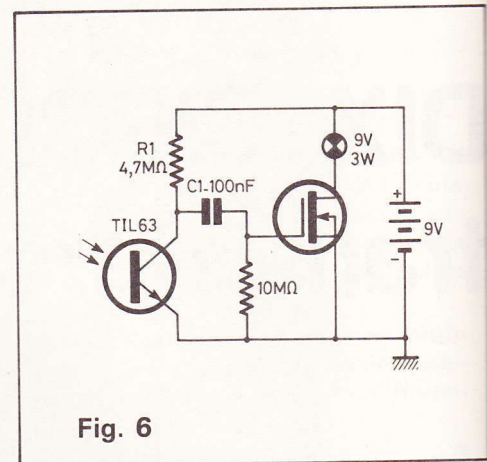 R1
4,7MΩ
C1-100nF
TIL63
10MΩ
9V
3W
+
9V
−
Fig. 6